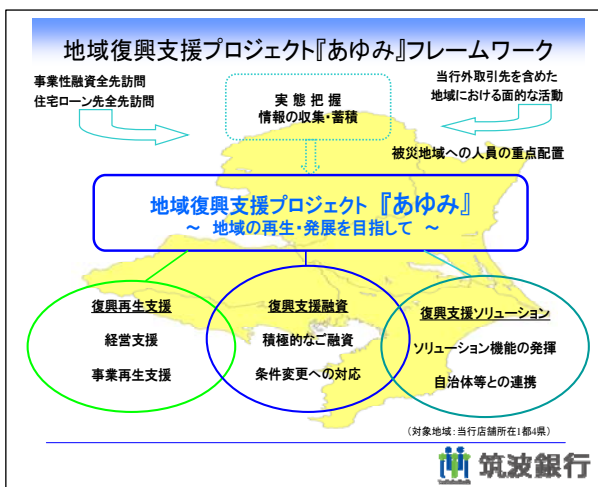 地域復興支援プロジェクト『あゆみ』フレームワーク
事業性融資全先訪問
住宅ローン先全先訪問
実態把握
情報の収集・蓄積
当行外取引先を含めた
地域における面的な活動
被災地域への人員の重点配置
地域復興支援プロジェクト『あゆみ』
～ 地域の再生・発展を目指して ～
復興再生支援
経営支援
事業再生支援
復興支援融資
積極的なご融資
条件変更への対応
復興支援ソリューション
ソリューション機能の発揮
自治体等との連携
（対象地域：当行店舗所在1都4県）
筑波銀行